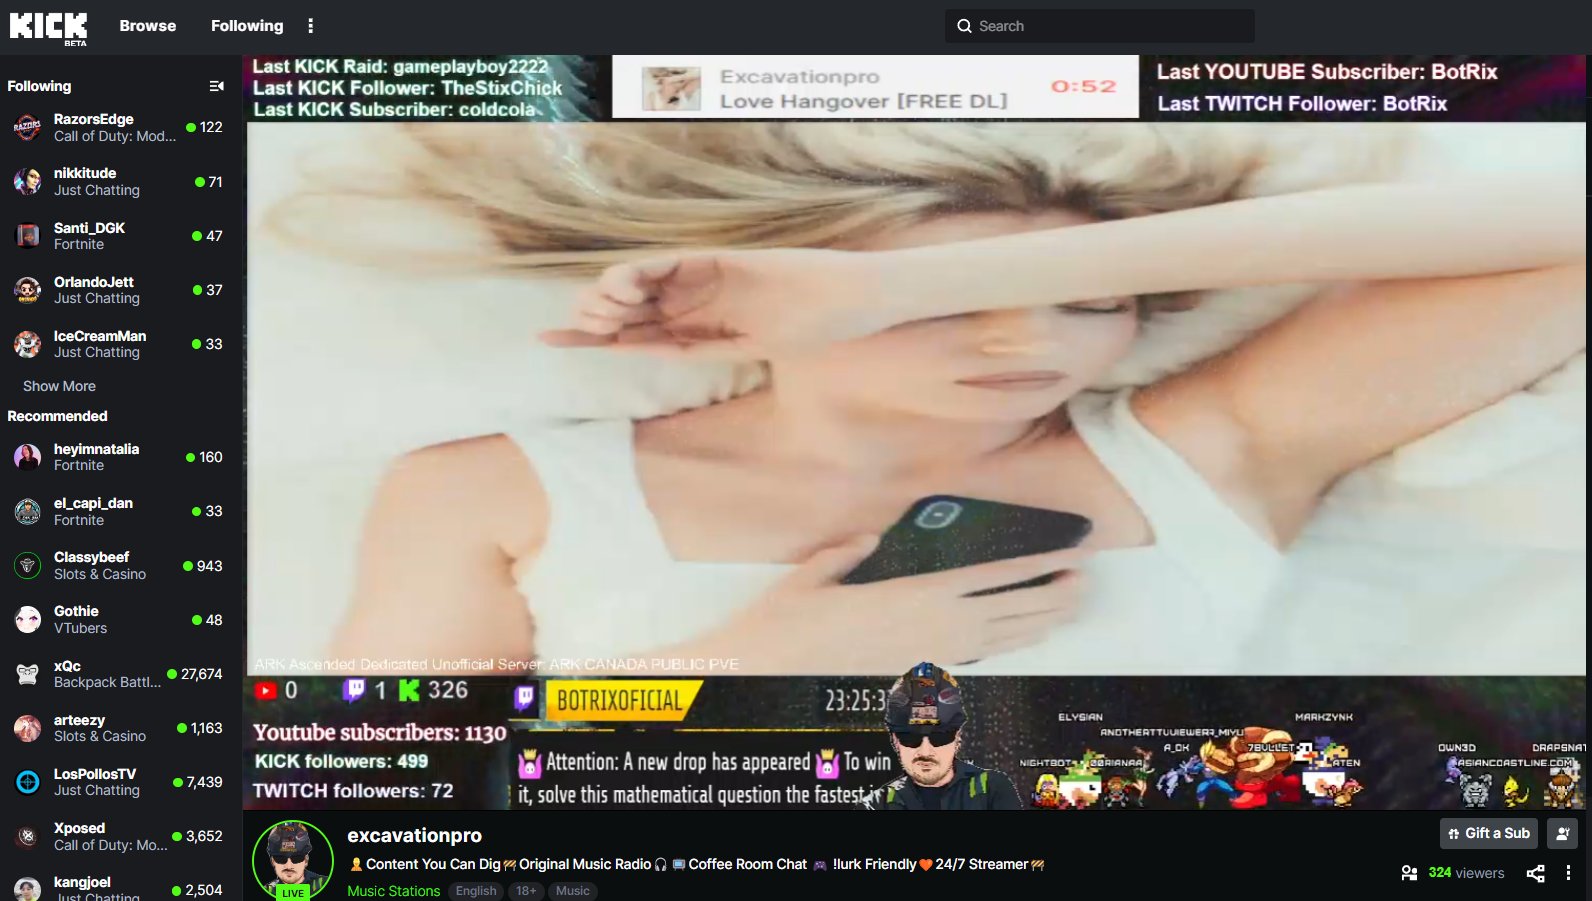 KICK
BETA
Browse
Following
Search
Following
RazorsEdge
Call of Duty: Mod...
122
nikkitude
Just Chatting
71
Santi_DGK
Fortnite
47
OrlandoJett
Just Chatting
37
IceCreamMan
Just Chatting
33
Show More
Recommended
heyimnatalia
Fortnite
160
el_capi_dan
Fortnite
33
Classybeef
Slots & Casino
943
Gothie
VTubers
48
xQc
Backpack Battl...
27,674
arteezy
Slots & Casino
1,163
LosPollosTV
Just Chatting
7,439
Xposed
Call of Duty: Mo...
3,652
kangjoel
Just Chatting
2,504
Last KICK Raid: gameplayboy2222
Last KICK Follower: TheStixChick
Last KICK Subscriber: coldcola
Excavationpro
Love Hangover [FREE DL]
0:52
Last YOUTUBE Subscriber: BotRix
Last TWITCH Follower: BotRix
ARK Ascended Dedicated Unofficial Server: ARK CANADA PUBLIC PVE
0
1
326
BOTRIXOFICIAL
23:25:3
Youtube subscribers: 1130
KICK followers: 499
TWITCH followers: 72
Attention: A new drop has appeared To win
it, solve this mathematical question the fastest
ELYSIAN
MARKZYNK
7BULLET
A_DK
OWN3D
DRAPSNAT
ASIANCOASTLINE.COM
LIVE
excavationpro
Content You Can Dig Original Music Radio Coffee Room Chat !lurk Friendly 24/7 Streamer
Music Stations
English
18+
Music
Gift a Sub
324 viewers